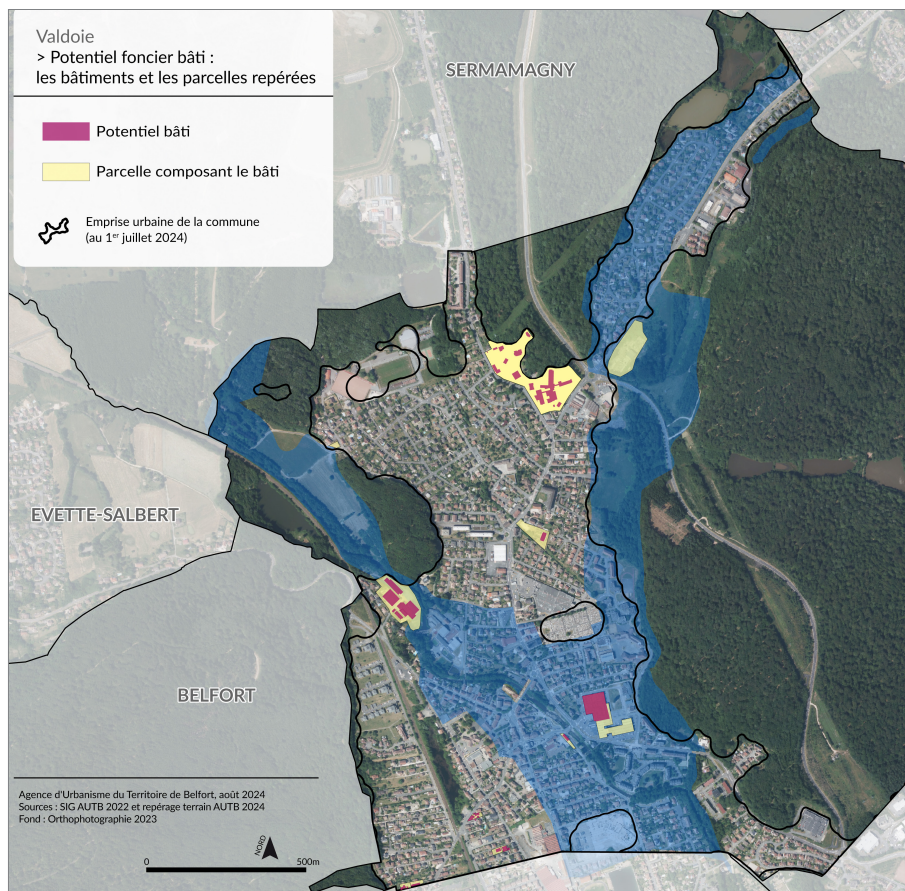 Valdoie
> Potentiel foncier bâti :
les bâtiments et les parcelles repérées
Potentiel bâti
Parcelle composant le bâti
Emprise urbaine de la commune
(au 1er juillet 2024)
SERMAMAGNY
EVETTE-SALBERT
BELFORT
Agence d'Urbanisme du Territoire de Belfort, août 2024
Sources : SIG AUTB 2022 et repérage terrain AUTB 2024
Fond : Orthophotographie 2023
NORD
0 500m